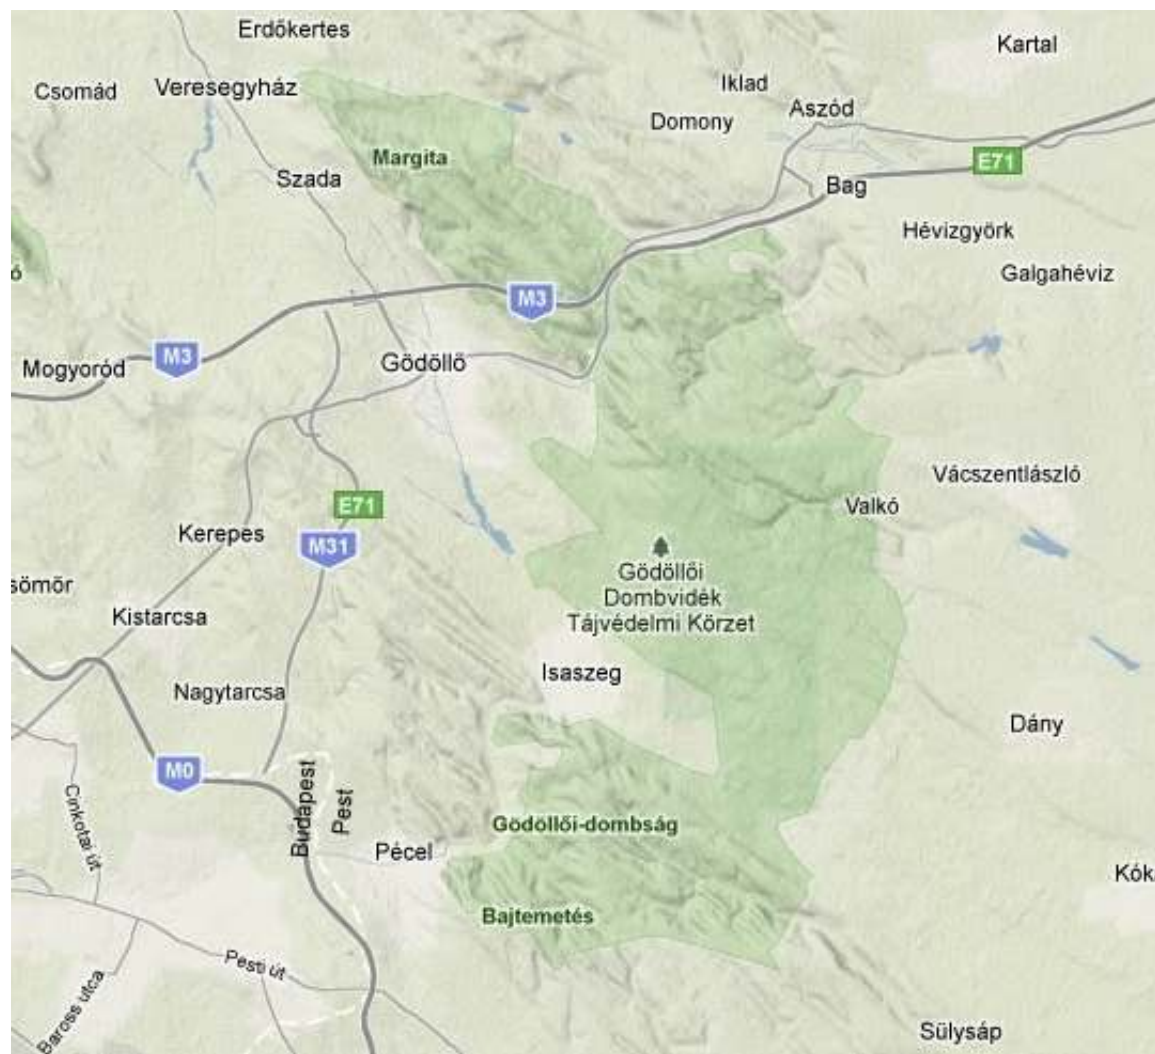 Erdőkertes
Kartal
Csomád
Veresegyház
Iklad
Aszód
Domony
Margita
E71
Szada
Bag
Hévizgyörk
ó
Galgahéviz
M3
M3
Mogyoród
Gödöllő
Vácszentlászló
E71
Valkó
Kerepes
M31
Gödöllői
Dombvidék
Tájvédelmi Körzet
sömör
Kistarcsa
Isaszeg
Nagytarcsa
Dány
M0
Budapest
Pest
Cinkotai út
Gödöllői-dombság
Pécel
Kók
Bajtemetés
Pesti út
Baross utca
Sülysáp